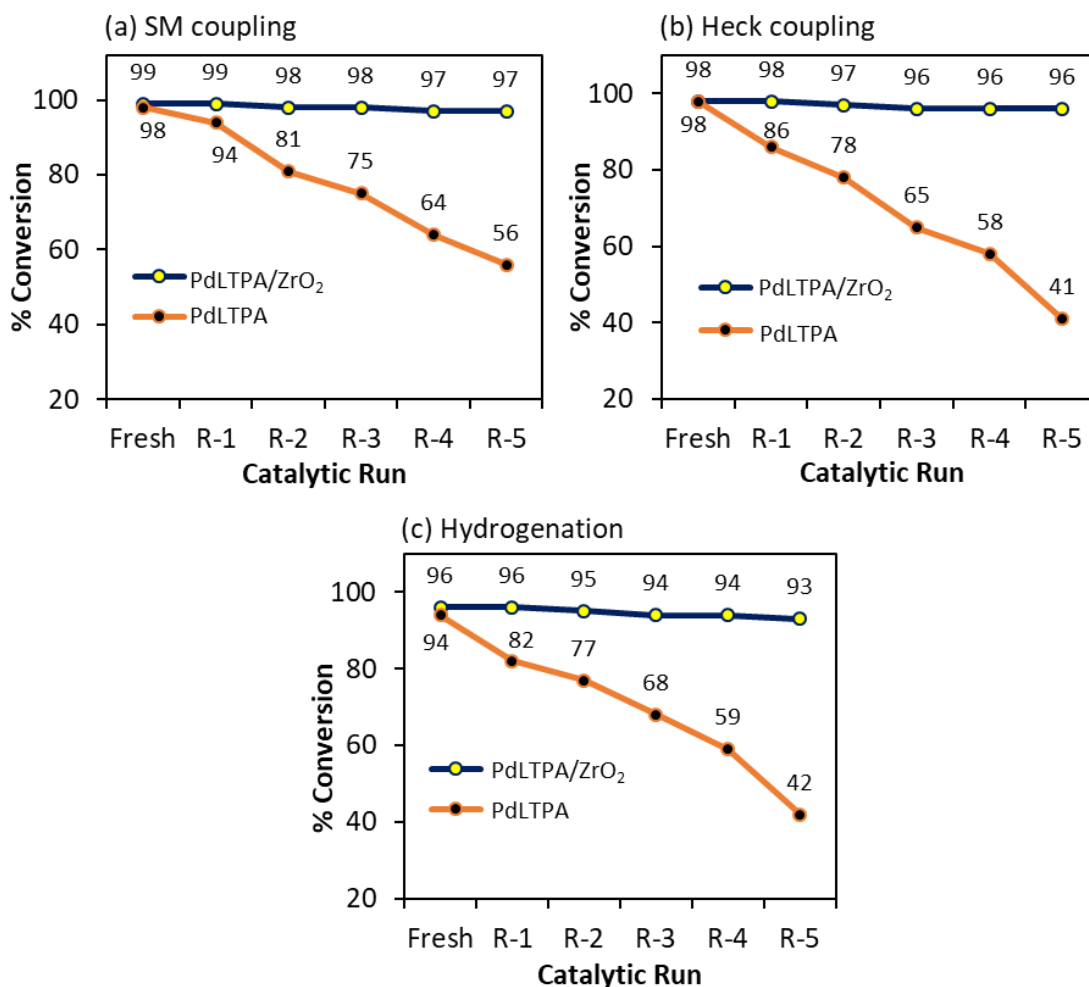 (a) SM coupling
99 99 98 98 97 97
98 94 81 75 64 56
100
80
60
40
20
% Conversion
PdLTPA/ZrO₂
PdLTPA
Fresh R-1 R-2 R-3 R-4 R-5
Catalytic Run
(b) Heck coupling
98 98 97 96 96 96
98 86 78 65 58 41
100
80
60
40
20
% Conversion
PdLTPA/ZrO₂
PdLTPA
Fresh R-1 R-2 R-3 R-4 R-5
Catalytic Run
(c) Hydrogenation
96 96 95 94 94 93
94 82 77 68 59 42
100
80
60
40
20
% Conversion
PdLTPA/ZrO₂
PdLTPA
Fresh R-1 R-2 R-3 R-4 R-5
Catalytic Run